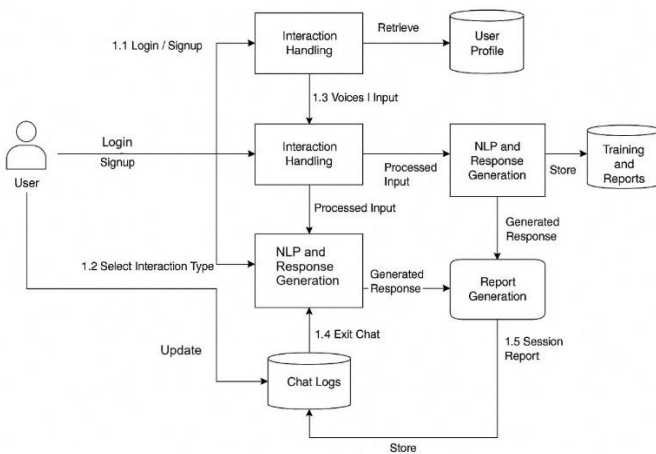 Interaction
Handling
Retrieve
User
Profile
1.1 Login / Signup
1.3 Voices | Input
Login
Signup
User
Interaction
Handling
Processed
Input
NLP and
Response
Generation
Store
Training
and
Reports
Processed Input
Generated
Response
1.2 Select Interaction Type
NLP and
Response
Generation
Generated
Response
Report
Generation
1.4 Exit Chat
1.5 Session
Report
Update
Chat Logs
Store